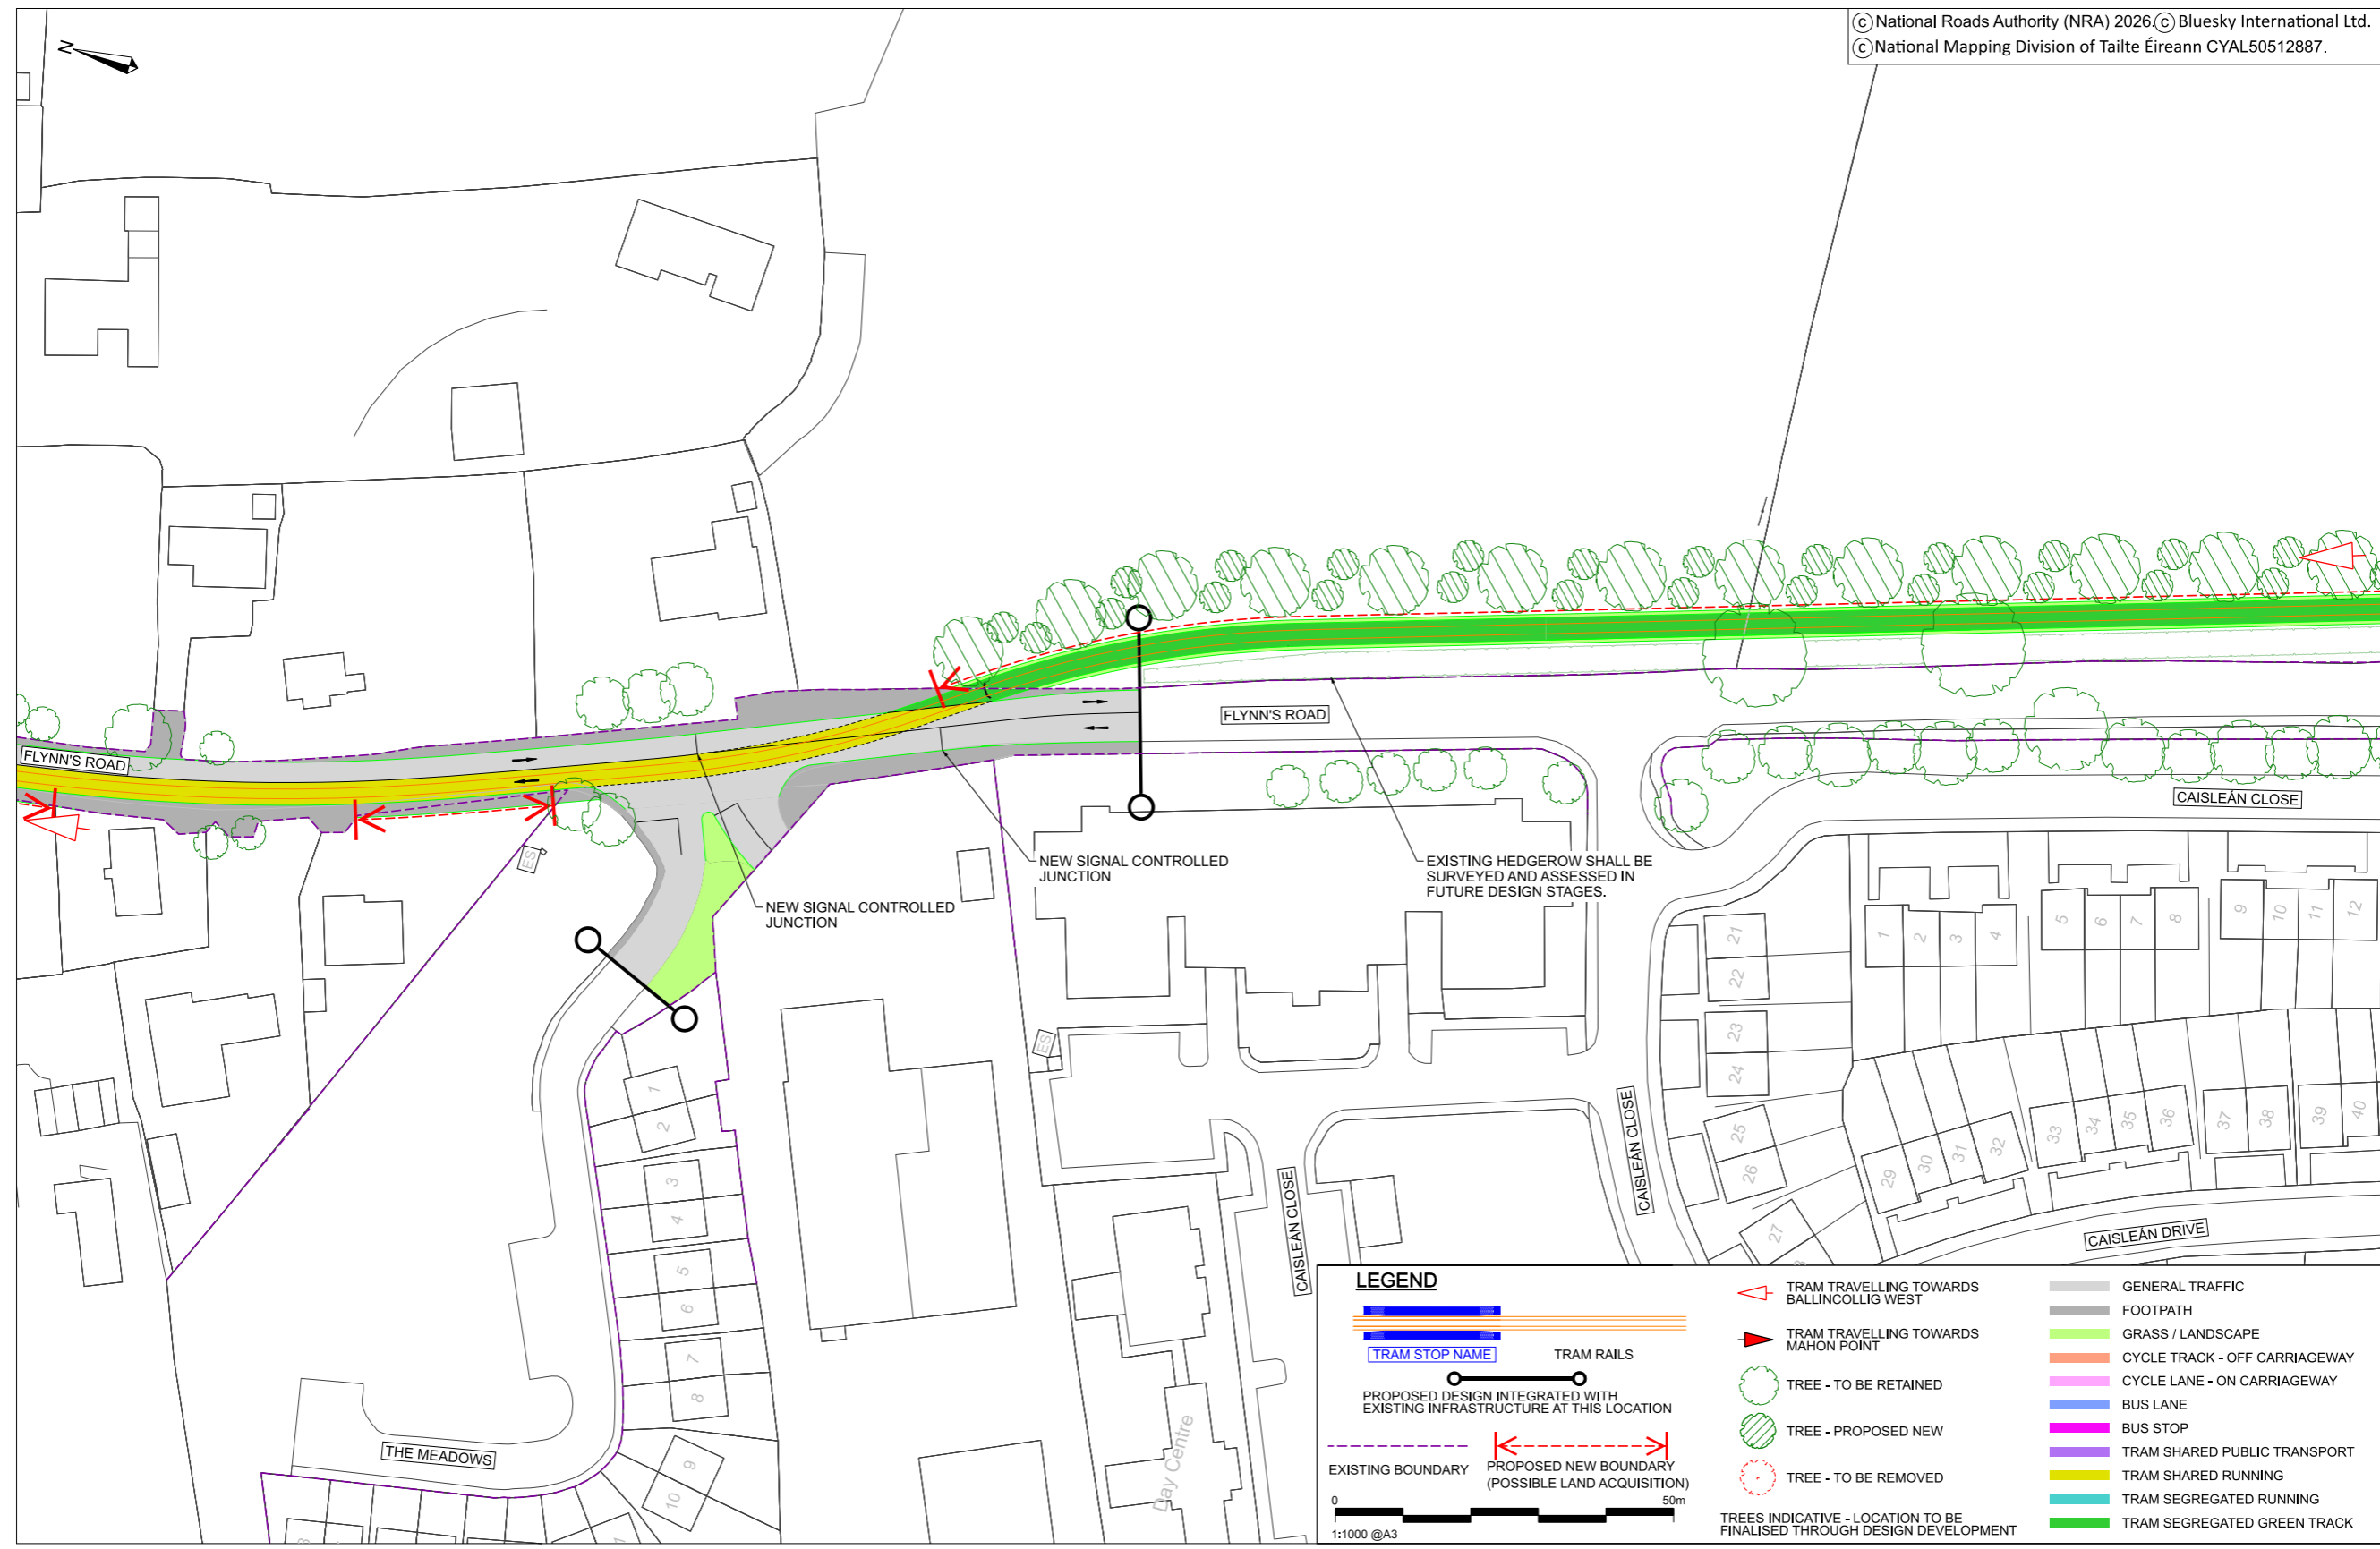 © National Roads Authority (NRA) 2026. © Bluesky International Ltd.
© National Mapping Division of Tailte Éireann CYAL50512887.
N
FLYNN'S ROAD
FLYNN'S ROAD
CAISLEÁN CLOSE
NEW SIGNAL CONTROLLED
JUNCTION
EXISTING HEDGEROW SHALL BE
SURVEYED AND ASSESSED IN
FUTURE DESIGN STAGES.
NEW SIGNAL CONTROLLED
JUNCTION
ES
ES
1
2
3
4
5
6
7
8
9
10
11
12
21
22
23
24
25
26
27
29
30
31
32
33
34
35
36
37
38
39
40
1
2
3
4
5
6
7
8
9
10
CAISLEÁN CLOSE
CAISLEÁN CLOSE
CAISLEÁN DRIVE
THE MEADOWS
Day Centre
LEGEND
TRAM STOP NAME
TRAM RAILS
PROPOSED DESIGN INTEGRATED WITH
EXISTING INFRASTRUCTURE AT THIS LOCATION
EXISTING BOUNDARY
PROPOSED NEW BOUNDARY
(POSSIBLE LAND ACQUISITION)
0
50m
1:1000 @A3
TRAM TRAVELLING TOWARDS
BALLINCOLLIG WEST
TRAM TRAVELLING TOWARDS
MAHON POINT
TREE - TO BE RETAINED
TREE - PROPOSED NEW
TREE - TO BE REMOVED
TREES INDICATIVE - LOCATION TO BE
FINALISED THROUGH DESIGN DEVELOPMENT
GENERAL TRAFFIC
FOOTPATH
GRASS / LANDSCAPE
CYCLE TRACK - OFF CARRIAGEWAY
CYCLE LANE - ON CARRIAGEWAY
BUS LANE
BUS STOP
TRAM SHARED PUBLIC TRANSPORT
TRAM SHARED RUNNING
TRAM SEGREGATED RUNNING
TRAM SEGREGATED GREEN TRACK